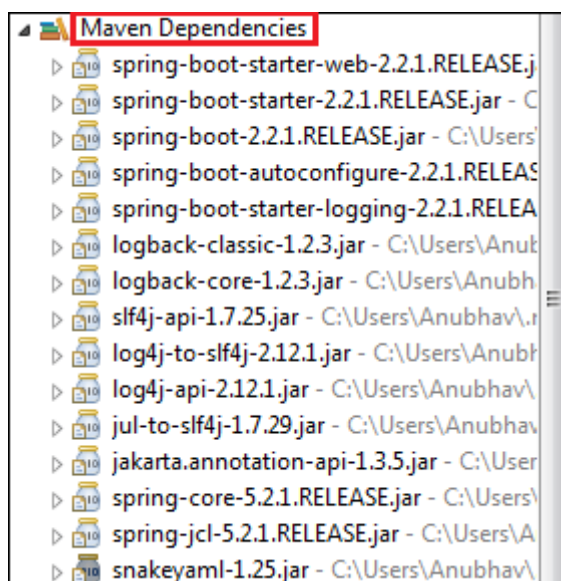 Maven Dependencies
spring-boot-starter-web-2.2.1.RELEASE.j
spring-boot-starter-2.2.1.RELEASE.jar - C
spring-boot-2.2.1.RELEASE.jar - C:\Users\
spring-boot-autoconfigure-2.2.1.RELEAS
spring-boot-starter-logging-2.2.1.RELEA
logback-classic-1.2.3.jar - C:\Users\Anub
logback-core-1.2.3.jar - C:\Users\Anubh
slf4j-api-1.7.25.jar - C:\Users\Anubhav\.
log4j-to-slf4j-2.12.1.jar - C:\Users\Anubh
log4j-api-2.12.1.jar - C:\Users\Anubhav\
jul-to-slf4j-1.7.29.jar - C:\Users\Anubhav
jakarta.annotation-api-1.3.5.jar - C:\User
spring-core-5.2.1.RELEASE.jar - C:\Users\
spring-jcl-5.2.1.RELEASE.jar - C:\Users\A
snakeyaml-1.25.jar - C:\Users\Anubhav\